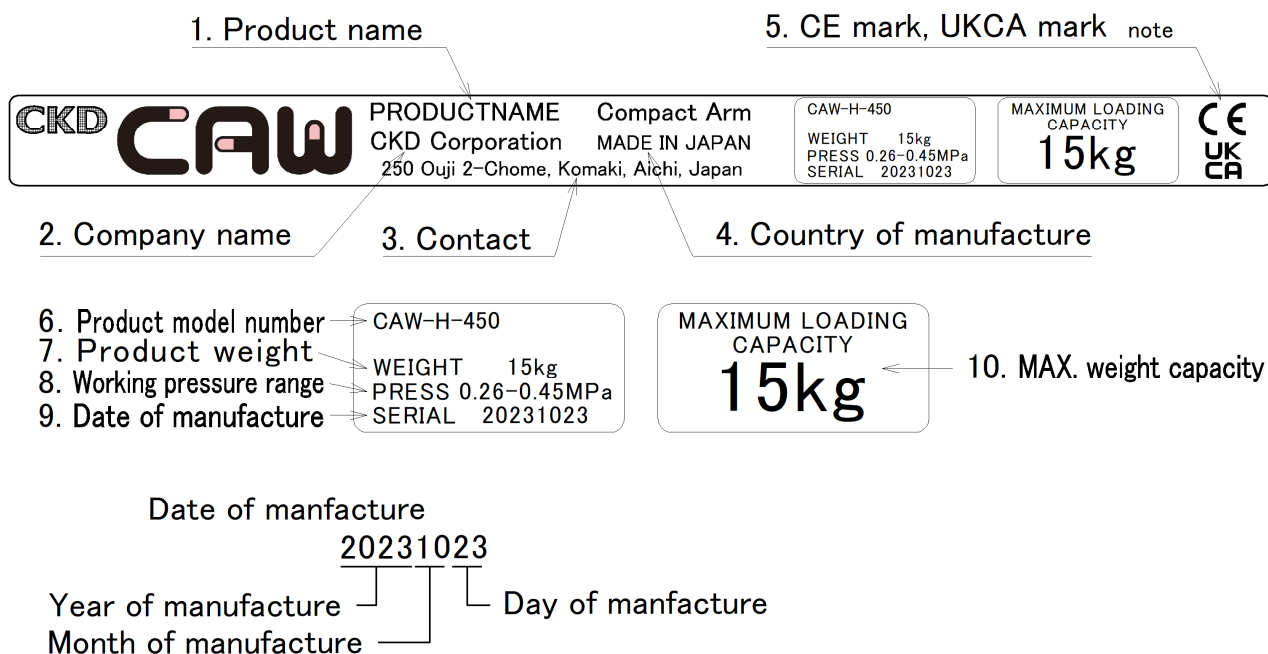 1. Product name
5. CE mark, UKCA mark note
CKD
CAW
PRODUCTNAME Compact Arm
CKD Corporation MADE IN JAPAN
250 Ouji 2-Chome, Komaki, Aichi, Japan
CAW-H-450
WEIGHT 15kg
PRESS 0.26-0.45MPa
SERIAL 20231023
MAXIMUM LOADING
CAPACITY
15kg
CE
UK
CA
2. Company name
3. Contact
4. Country of manufacture
6. Product model number
7. Product weight
8. Working pressure range
9. Date of manufacture
CAW-H-450
WEIGHT 15kg
PRESS 0.26-0.45MPa
SERIAL 20231023
MAXIMUM LOADING
CAPACITY
15kg
10. MAX. weight capacity
Date of manfacture
20231023
Year of manufacture
Day of manfacture
Month of manufacture